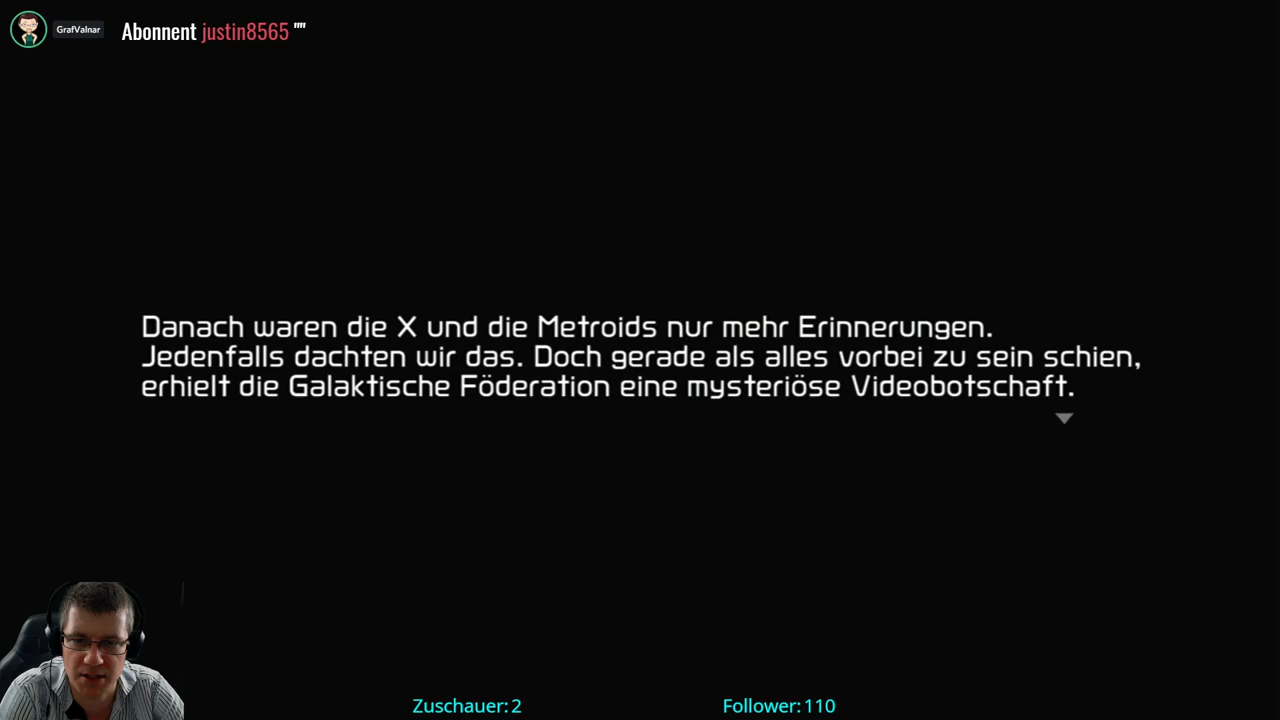 GrafValnar
Abonnent justin8565 ""
Danach waren die X und die Metroids nur mehr Erinnerungen.
Jedenfalls dachten wir das. Doch gerade als alles vorbei zu sein schien,
erhielt die Galaktische Föderation eine mysteriöse Videobotschaft.
Zuschauer: 2
Follower: 110